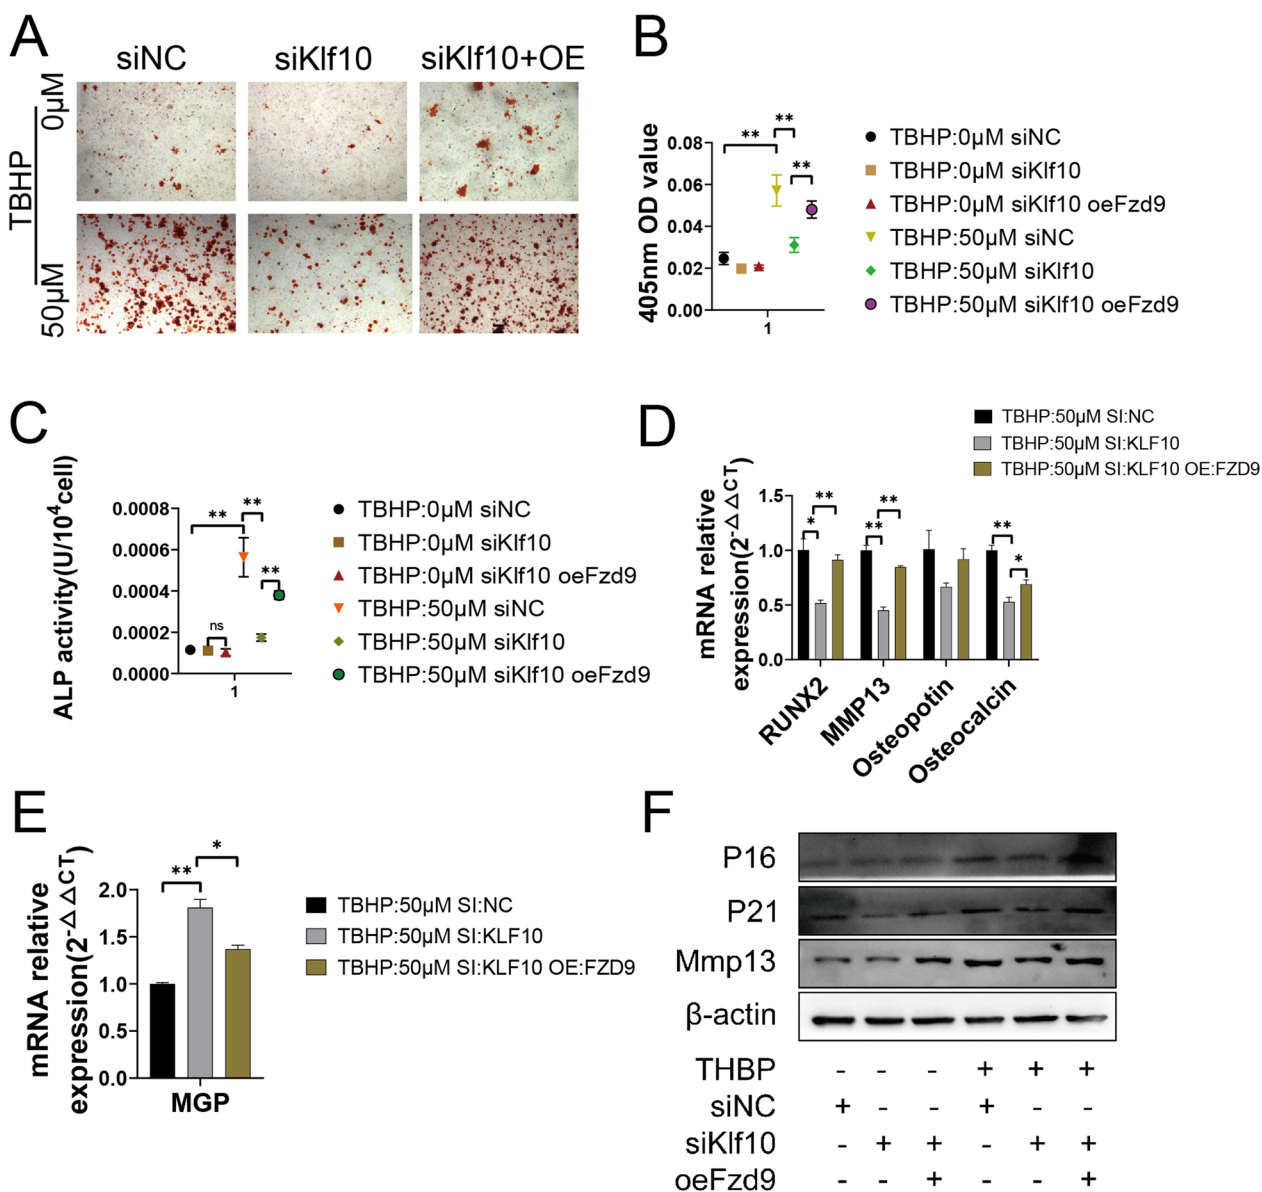 A
siNC siKlf10 siKlf10+OE
TBHP
0μM
50μM
B
405nm OD value
0.08
0.06
0.04
0.02
0.00
1
** **
**
TBHP:0μM siNC
TBHP:0μM siKlf10
TBHP:0μM siKlf10 oeFzd9
TBHP:50μM siNC
TBHP:50μM siKlf10
TBHP:50μM siKlf10 oeFzd9
C
ALP activity(U/10⁴cell)
0.0008
0.0006
0.0004
0.0002
0.0000
1
** **
**
ns
TBHP:0μM siNC
TBHP:0μM siKlf10
TBHP:0μM siKlf10 oeFzd9
TBHP:50μM siNC
TBHP:50μM siKlf10
TBHP:50μM siKlf10 oeFzd9
D
TBHP:50μM SI:NC
TBHP:50μM SI:KLF10
TBHP:50μM SI:KLF10 OE:FZD9
mRNA relative
expression(2-△△CT)
1.5
1.0
0.5
0.0
* ** ** ** ** *
RUNX2
MMP13
Osteopotin
Osteocalcin
E
mRNA relative
expression(2-△△CT)
2.0
1.5
1.0
0.5
0.0
** *
MGP
TBHP:50μM SI:NC
TBHP:50μM SI:KLF10
TBHP:50μM SI:KLF10 OE:FZD9
F
P16
P21
Mmp13
β-actin
THBP - - - + + +
siNC + - - + - -
siKlf10 - + + - + +
oeFzd9 - - + - - +